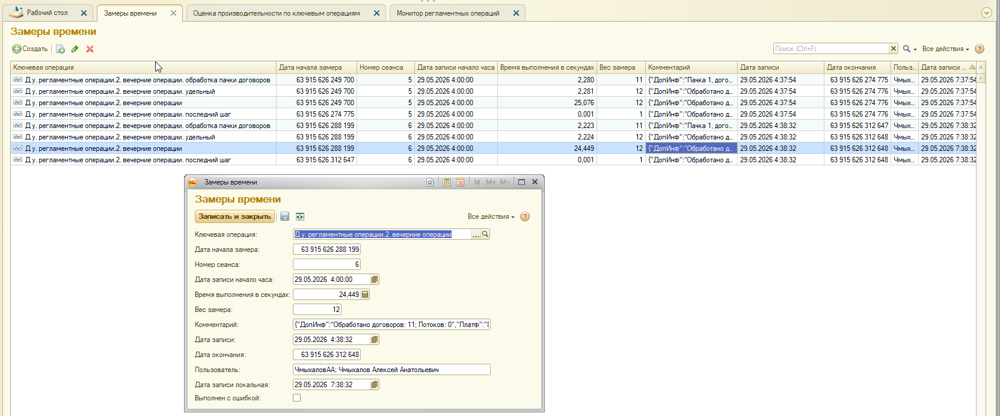 Рабочий стол
Замеры времени
Оценка производительности по ключевым операциям
Монитор регламентных операций
Замеры времени
Создать
Поиск (Ctrl+F)
Все действия
?
Ключевая операция Дата начала замера Номер сеанса Дата записи начало часа Время выполнения в секундах Вес замера Комментарий Дата записи Дата окончания Польз... Дата записи ...
Д у. регламентные операции.2. вечерние операции. обработка пачки договоров 63 915 626 249 700 5 29.05.2026 4:00:00 2,280 11 {"ДопИнф":"Пачка 1, дого... 29.05.2026 4:37:54 63 915 626 274 775 Чмых... 29.05.2026 7:37:54
Д у. регламентные операции.2. вечерние операции. удельный 63 915 626 249 700 5 29.05.2026 4:00:00 2,281 12 {"ДопИнф":"Обработано д... 29.05.2026 4:37:54 63 915 626 274 776 Чмых... 29.05.2026 7:37:54
Д у. регламентные операции.2. вечерние операции 63 915 626 249 700 5 29.05.2026 4:00:00 25,076 12 {"ДопИнф":"Обработано д... 29.05.2026 4:37:54 63 915 626 274 776 Чмых... 29.05.2026 7:37:54
Д у. регламентные операции.2. вечерние операции. последний шаг 63 915 626 274 775 5 29.05.2026 4:00:00 0,001 1 {"ДопИнф":"Обработано д... 29.05.2026 4:37:54 63 915 626 274 776 Чмых... 29.05.2026 7:37:54
Д у. регламентные операции.2. вечерние операции. обработка пачки договоров 63 915 626 288 199 6 29.05.2026 4:00:00 2,223 11 {"ДопИнф":"Пачка 1, дого... 29.05.2026 4:38:32 63 915 626 312 647 Чмых... 29.05.2026 7:38:32
Д у. регламентные операции.2. вечерние операции. удельный 63 915 626 288 199 6 29.05.2026 4:00:00 2,224 12 {"ДопИнф":"Обработано д... 29.05.2026 4:38:32 63 915 626 312 648 Чмых... 29.05.2026 7:38:32
Д у. регламентные операции.2. вечерние операции 63 915 626 288 199 6 29.05.2026 4:00:00 24,449 12 {"ДопИнф":"Обработано д... 29.05.2026 4:38:32 63 915 626 312 648 Чмых... 29.05.2026 7:38:32
Д у. регламентные операции.2. вечерние операции. последний шаг 63 915 626 312 647 6 29.05.2026 4:00:00 0,001 1 {"ДопИнф":"Обработано д... 29.05.2026 4:38:32 63 915 626 312 648 Чмых... 29.05.2026 7:38:32
1С Замеры времени 31 M M+ M-
Замеры времени
Записать и закрыть Все действия ?
Ключевая операция: Д у. регламентные операции.2. вечерние операции ...
Дата начала замера: 63 915 626 288 199
Номер сеанса: 6
Дата записи начало часа: 29.05.2026 4:00:00
Время выполнения в секундах: 24,449
Вес замера: 12
Комментарий: {"ДопИнф":"Обработано договоров: 11; Потоков: 0","Платф":"8
Дата записи: 29.05.2026 4:38:32
Дата окончания: 63 915 626 312 648
Пользователь: ЧмыхаловАА; Чмыхалов Алексей Анатольевич
Дата записи локальная: 29.05.2026 7:38:32
Выполнен с ошибкой: